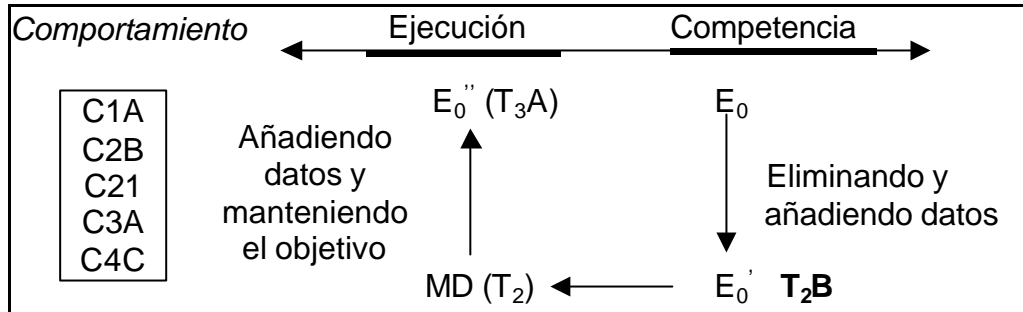 Comportamiento
Ejecución
Competencia
C1A
C2B
C21
C3A
C4C
Añadiendo
datos y
manteniendo
el objetivo
E₀'' (T₃A)
E₀
Eliminando y
añadiendo datos
MD (T₂)
E₀' T₂B